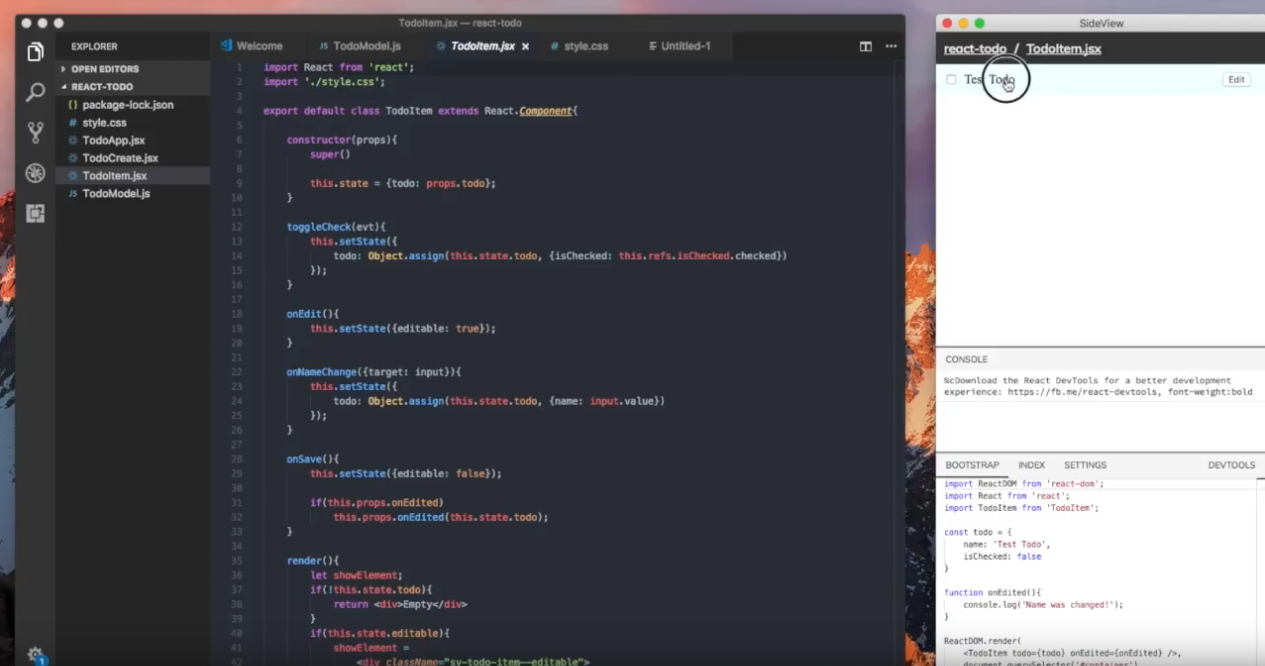 TodoItem.jsx — react-todo
EXPLORER
OPEN EDITORS
REACT-TODO
{} package-lock.json
# style.css
TodoApp.jsx
TodoCreate.jsx
TodoItem.jsx
JS TodoModel.js
1
Welcome
JS TodoModel.js
TodoItem.jsx ×
# style.css
Untitled-1
1 import React from 'react';
2 import './style.css';
3
4 export default class TodoItem extends React.Component{
5
6 constructor(props){
7 super()
8
9 this.state = {todo: props.todo};
10 }
11
12 toggleCheck(evt){
13 this.setState({
14 todo: Object.assign(this.state.todo, {isChecked: this.refs.isChecked.checked})
15 });
16 }
17
18 onEdit(){
19 this.setState({editable: true});
20 }
21
22 onNameChange({target: input}){
23 this.setState({
24 todo: Object.assign(this.state.todo, {name: input.value})
25 });
26 }
27
28 onSave(){
29 this.setState({editable: false});
30
31 if(this.props.onEdited)
32 this.props.onEdited(this.state.todo);
33 }
34
35 render(){
36 let showElement;
37 if(!this.state.todo){
38 return <div>Empty</div>
39 }
40 if(this.state.editable){
41 showElement =
42 <div className="sv-todo-item--editable">
SideView
react-todo / TodoItem.jsx
Test Todo
Edit
CONSOLE
%cDownload the React DevTools for a better development
experience: https://fb.me/react-devtools, font-weight:bold
BOOTSTRAP INDEX SETTINGS DEVTOOLS
import ReactDOM from 'react-dom';
import React from 'react';
import TodoItem from 'TodoItem';
const todo = {
name: 'Test Todo',
isChecked: false
}
function onEdited(){
console.log('Name was changed!');
}
ReactDOM.render(
<TodoItem todo={todo} onEdited={onEdited} />,
document.querySelector('#container')